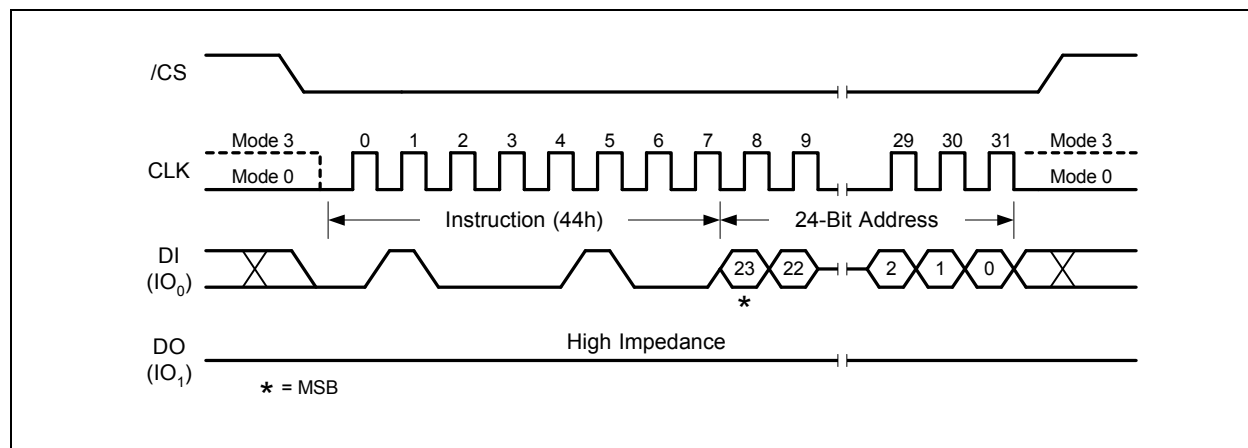 /CS
Mode 3 0 1 2 3 4 5 6 7 8 9 29 30 31 Mode 3
CLK
Mode 0 Mode 0
Instruction (44h) 24-Bit Address
DI
(IO₀)
23 22 2 1 0
*
High Impedance
DO
(IO₁)
* = MSB